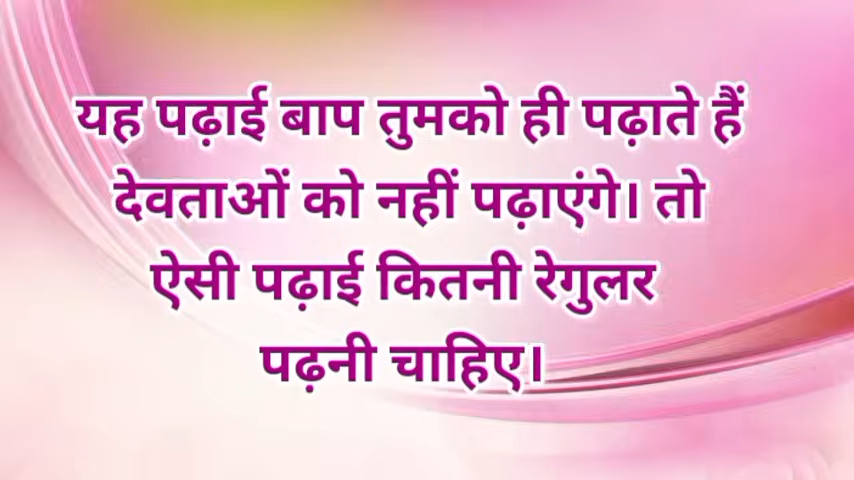 यह पढ़ाई बाप तुमको ही पढ़ाते हैं
देवताओं को नहीं पढ़ाएंगे। तो
ऐसी पढ़ाई कितनी रेगुलर
पढ़नी चाहिए।